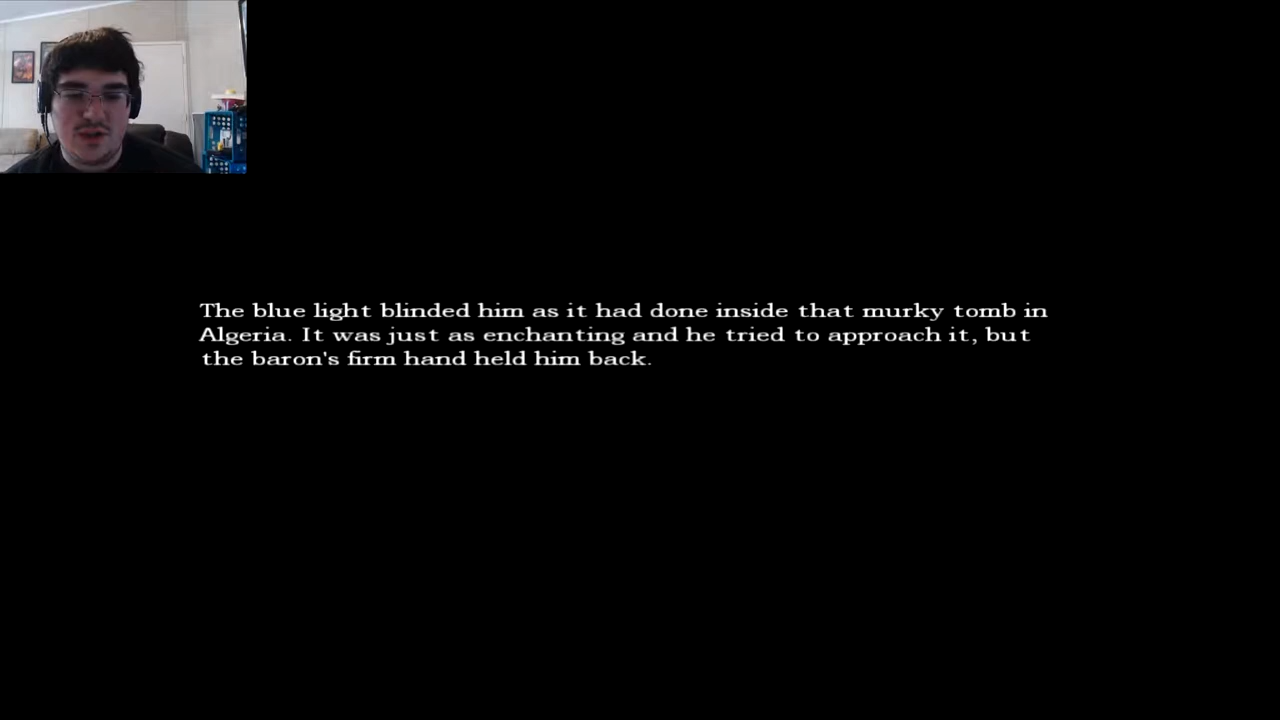 The blue light blinded him as it had done inside that murky tomb in
Algeria. It was just as enchanting and he tried to approach it, but
the baron's firm hand held him back.